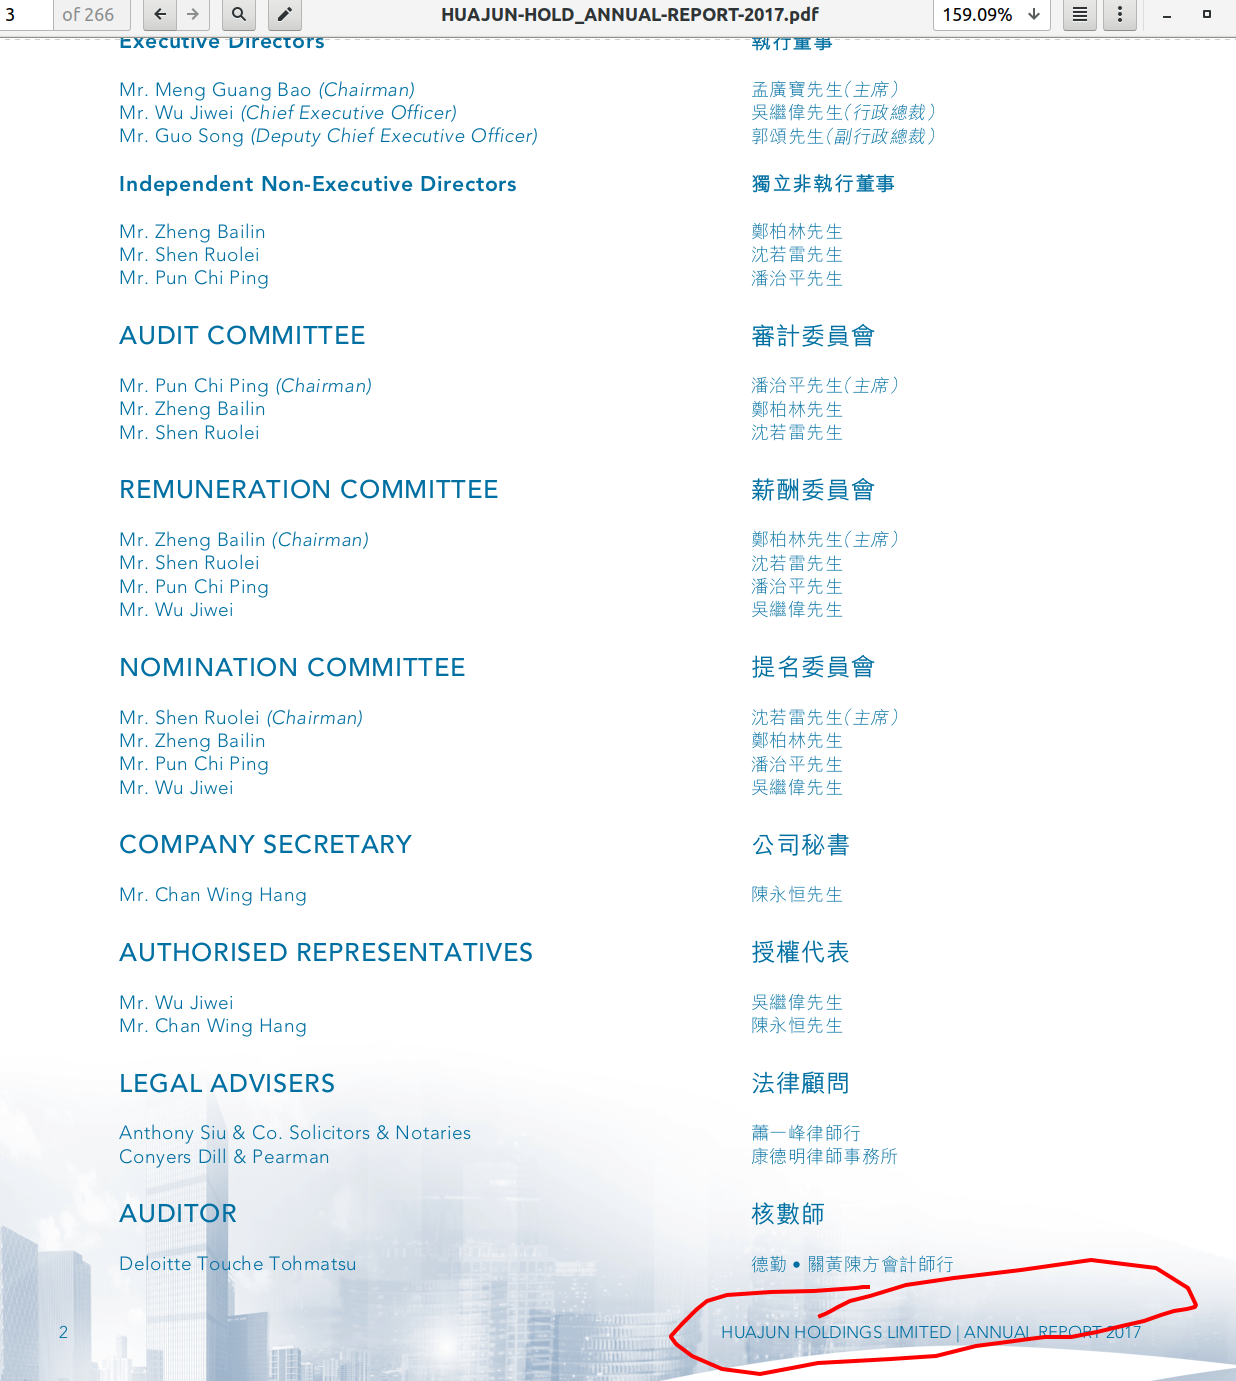 3 of 266 HUAJUN-HOLD_ANNUAL-REPORT-2017.pdf 159.09%
Executive Directors
執行董事
Mr. Meng Guang Bao (Chairman)
孟廣寶先生（主席）
Mr. Wu Jiwei (Chief Executive Officer)
吳繼偉先生（行政總裁）
Mr. Guo Song (Deputy Chief Executive Officer)
郭頌先生（副行政總裁）
Independent Non-Executive Directors
獨立非執行董事
Mr. Zheng Bailin
鄭柏林先生
Mr. Shen Ruolei
沈若雷先生
Mr. Pun Chi Ping
潘治平先生
AUDIT COMMITTEE
審計委員會
Mr. Pun Chi Ping (Chairman)
潘治平先生（主席）
Mr. Zheng Bailin
鄭柏林先生
Mr. Shen Ruolei
沈若雷先生
REMUNERATION COMMITTEE
薪酬委員會
Mr. Zheng Bailin (Chairman)
鄭柏林先生（主席）
Mr. Shen Ruolei
沈若雷先生
Mr. Pun Chi Ping
潘治平先生
Mr. Wu Jiwei
吳繼偉先生
NOMINATION COMMITTEE
提名委員會
Mr. Shen Ruolei (Chairman)
沈若雷先生（主席）
Mr. Zheng Bailin
鄭柏林先生
Mr. Pun Chi Ping
潘治平先生
Mr. Wu Jiwei
吳繼偉先生
COMPANY SECRETARY
公司秘書
Mr. Chan Wing Hang
陳永恒先生
AUTHORISED REPRESENTATIVES
授權代表
Mr. Wu Jiwei
吳繼偉先生
Mr. Chan Wing Hang
陳永恒先生
LEGAL ADVISERS
法律顧問
Anthony Siu & Co. Solicitors & Notaries
蕭一峰律師行
Conyers Dill & Pearman
康德明律師事務所
AUDITOR
核數師
Deloitte Touche Tohmatsu
德勤•關黃陳方會計師行
2
HUAJUN HOLDINGS LIMITED | ANNUAL REPORT 2017